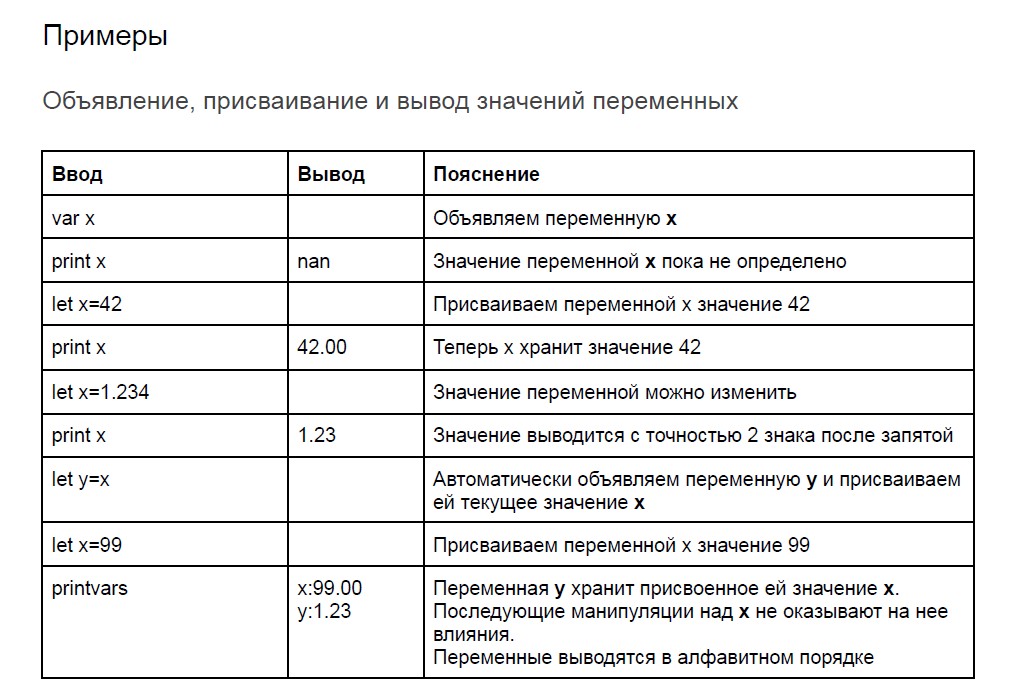 Примеры
Объявление, присваивание и вывод значений переменных
Ввод Вывод Пояснение
var x Объявляем переменную x
print x nan Значение переменной x пока не определено
let x=42 Присваиваем переменной x значение 42
print x 42.00 Теперь x хранит значение 42
let x=1.234 Значение переменной можно изменить
print x 1.23 Значение выводится с точностью 2 знака после запятой
let y=x Автоматически объявляем переменную y и присваиваем
ей текущее значение x
let x=99 Присваиваем переменной x значение 99
printvars x:99.00 Переменная y хранит присвоенное ей значение x.
y:1.23 Последующие манипуляции над x не оказывают на нее
влияния.
Переменные выводятся в алфавитном порядке